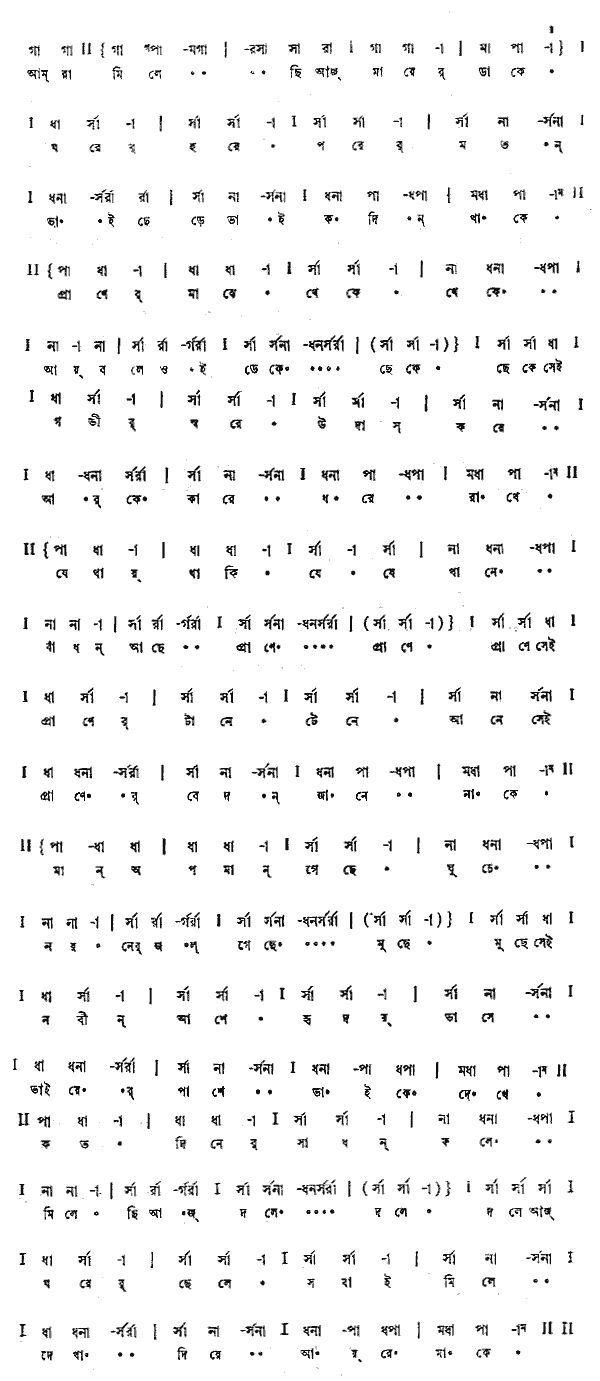 গা গা II { গা গপা -মগা | -রসা সা রা I গা গা -া | মা পা -া } I
আম্ রা মি লে • • • • ছি আজ্ মা য়ের্ ডা কে •
I ধা র্সা -া | র্সা র্সা -া I র্সা র্সা -া | র্সা না -র্সনা I
ঘ রের্ হ য়ে • প রের্ ম ত • ন্
I ধনা -র্সর্রা র্রা | র্সা না -র্সনা I ধনা পা -ধপা | মধা পা -া II
ভা• • ই ছে ড়ে ভা • ই ক• দি • ন্ থা• কে •
II { পা ধা -া | ধা ধা -া I র্সা র্সা -া | না ধনা -ধপা I
প্রা ণের্ মা ঝে • থে কে • থে কে• • •
I না -া না | র্সা র্রা -র্গর্রা I র্সা র্সনা -ধনর্সর্রা | (র্সা র্সা -া)} I র্সা র্সা ধা I
আ য়্ ব লে ও • ই ডে কে• •••• ছে কে • ছে কে সেই
I ধা র্সা -া | র্সা র্সা -া I র্সা র্মা -া | র্সা না -র্সনা I
গ ভীর্ স্ব রে • উ দাস্ ক রে • •
I ধা -ধনা র্সর্রা | র্সা না -র্সনা I ধনা পা -ধপা | মধা পা -া II
আ •র্ কে• কা রে • • ধ• রে • • রা• খে •
II { পা ধা -া | ধা ধা -া I র্সা -া র্সা | না ধনা -ধপা I
যে থায়্ থা কি • যে • যে খা নে• • •
I না না -া | র্সা র্রা -র্গর্রা I র্সা র্সনা -ধনর্সর্রা | (র্সা র্সা -া)} I র্সা র্সা ধা I
বাঁ ধন্ আ ছে • • প্রা ণে• •••• প্রা ণে • প্রা ণে সেই
I ধা র্সা -া | র্সা র্সা -া I র্সা র্সা -া | র্সা না র্সনা I
প্রা ণের্ টা নে • টে নে • আ নে সেই
I ধা ধনা -র্সর্রা | র্সা না -র্সনা I ধনা পা -ধপা | মধা পা -া II
প্রা ণে• •র্ বে দ •ন্ জা• নে • • না• কে •
II { পা -ধা ধা | ধা ধা -া I র্সা র্সা -া | না ধনা -ধপা I
মা ন্ অ প মান্ গে ছে • ঘু চে• • •
I না না -া | র্সা র্রা -র্গর্রা I র্সা র্সনা -ধনর্সর্রা | (র্সা র্সা -া)} I র্সা র্সা ধা I
ন য় • নের্ জ •ল্ গে ছে• •••• মু ছে • মু ছে সেই
I ধা র্সা -া | র্সা র্সা -া I র্সা র্সা -া | র্সা না -র্সনা I
ন বীন্ আ শে • হৃ দয়্ ভা সে • •
I ধা ধনা -র্সর্রা | র্সা না -র্সনা I ধনা -পা ধপা | মধা পা -া II
ভাই য়ে• •র্ পা শে • • ভা• ই কে• দে• খে •
II পা ধা -া | ধা ধা -া I র্সা র্সা -া | না ধনা -ধপা I
ক ত • দি নের্ সা ধন্ ফ লে• • •
I না না -া | র্সা র্রা -র্গর্রা I র্সা র্সনা -ধনর্সর্রা | (র্সা র্সা -া)} I র্সা র্সা র্সা I
মি লে • ছি আ •জ্ দ লে• •••• দ লে • দ লে আজ্
I ধা র্সা -া | র্সা র্সা -া I র্সা র্সা -া | র্সা না -র্সনা I
ঘ রের্ ছে লে • স বাই মি লে • •
I ধা ধনা -র্সর্রা | র্সা না -র্সনা I ধনা -পা ধপা | মধা পা -া II II
দে খা• • • দি য়ে • • আ• য়্ রে• মা• কে •